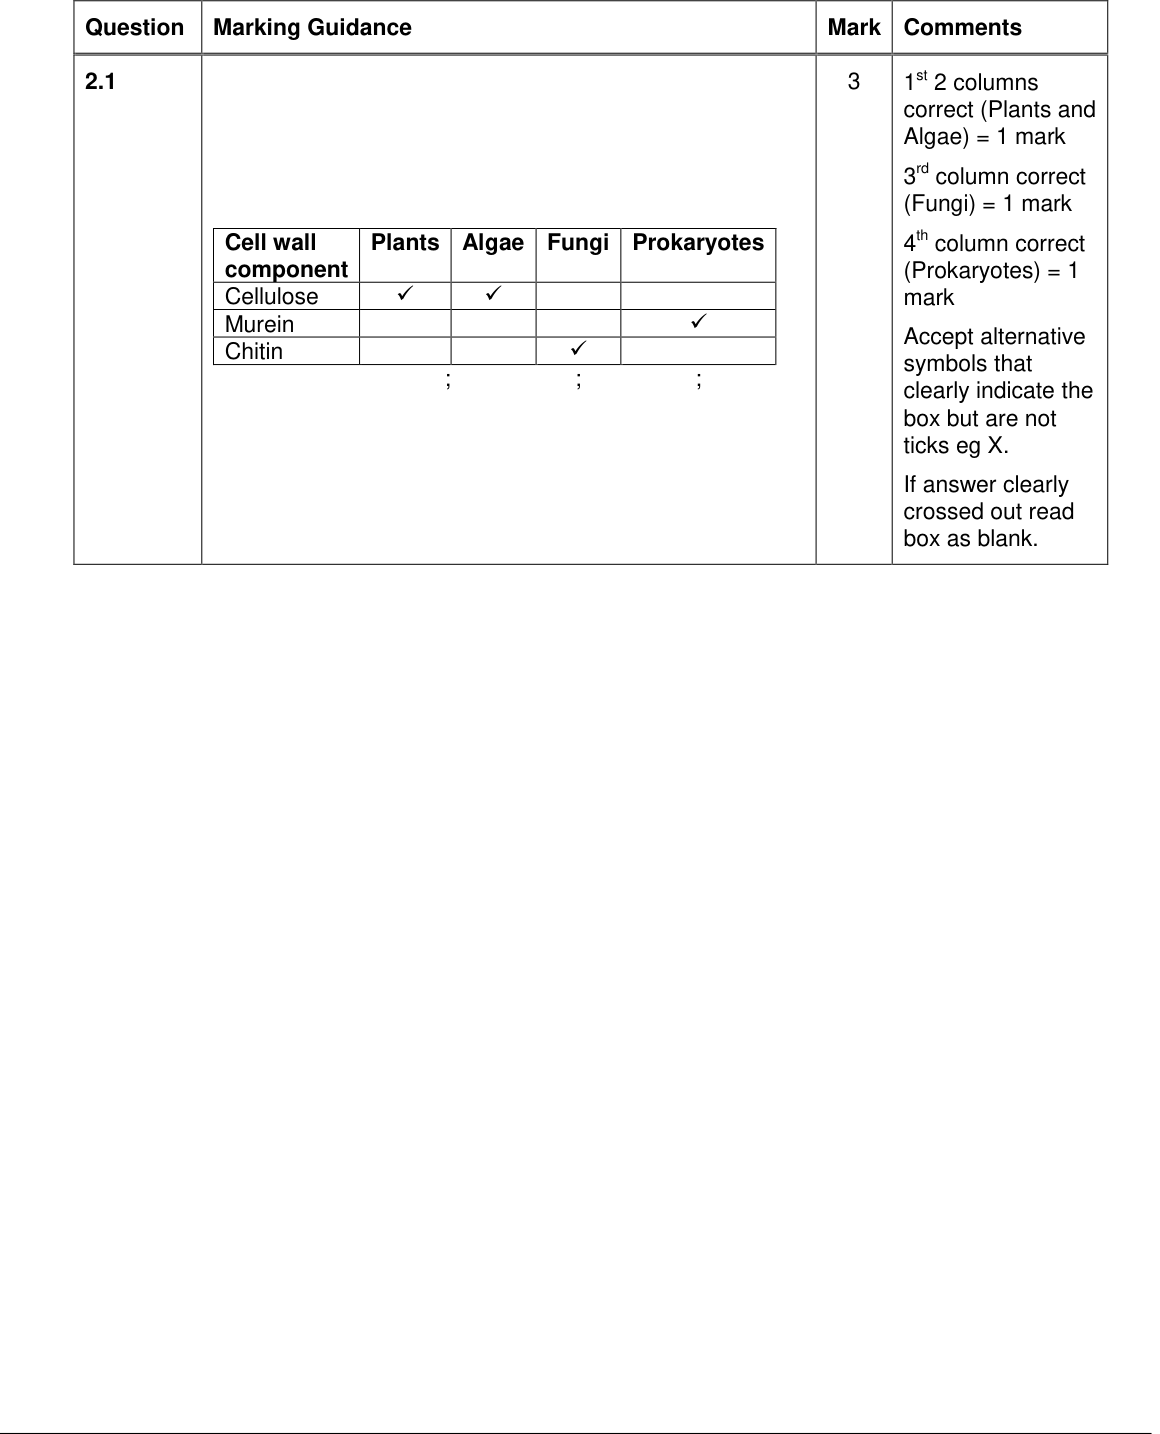 Question Marking Guidance Mark Comments
2.1
Cell wall component Plants Algae Fungi Prokaryotes
Cellulose ✓ ✓
Murein ✓
Chitin ✓
; ; ;
3
1st 2 columns
correct (Plants and
Algae) = 1 mark
3rd column correct
(Fungi) = 1 mark
4th column correct
(Prokaryotes) = 1
mark
Accept alternative
symbols that
clearly indicate the
box but are not
ticks eg X.
If answer clearly
crossed out read
box as blank.